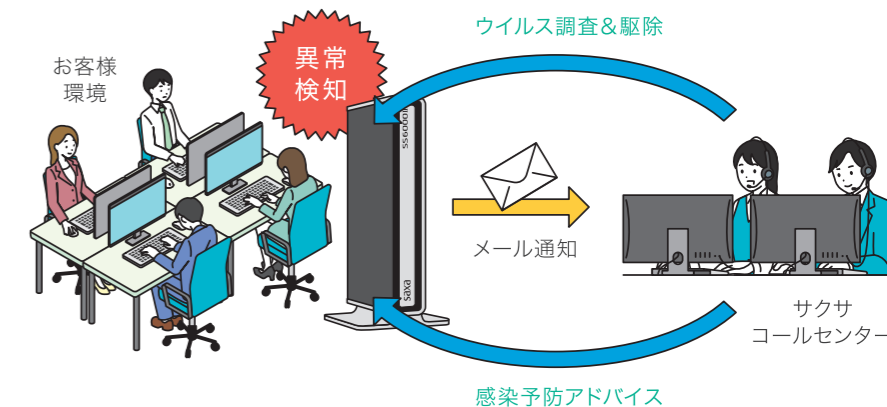 ウイルス調査＆駆除
異常
検知
お客様
環境
SS6000Ⅱ
saxa
メール通知
サクサ
コールセンター
感染予防アドバイス